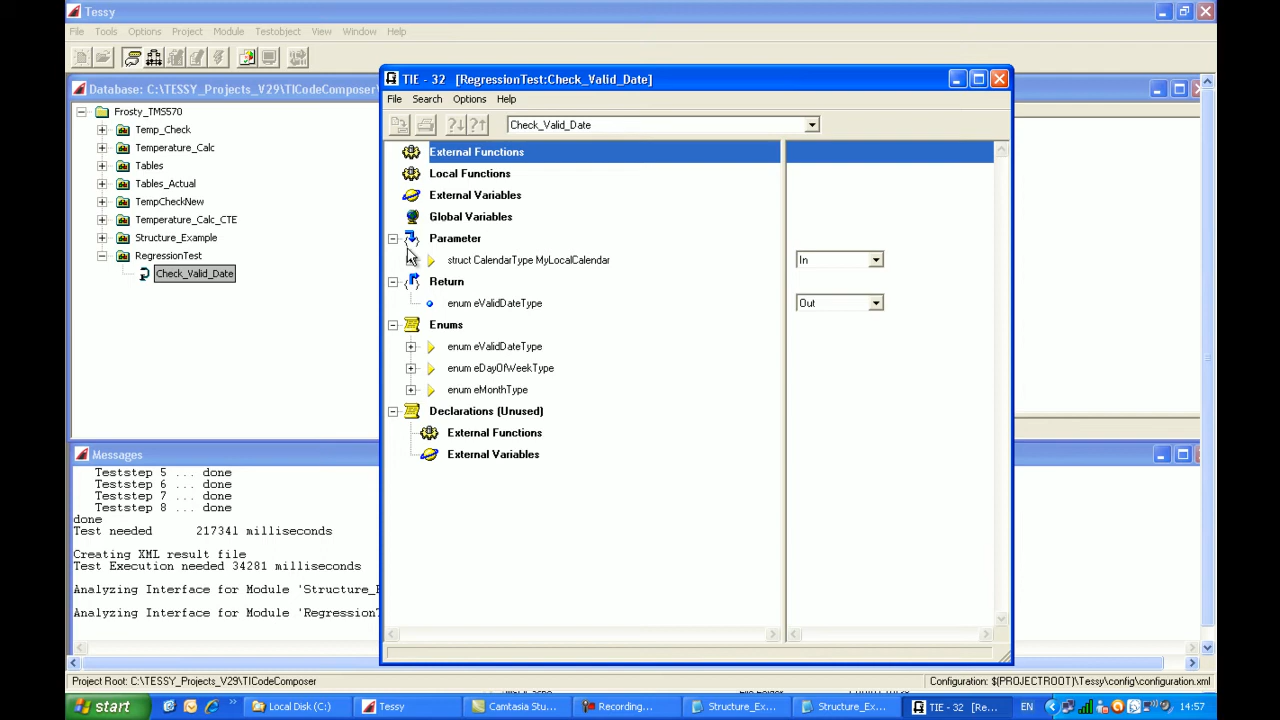 Tessy
File Tools Options Project Module Testobject View Window Help
Database: C:\TESSY_Projects_V29\TICodeComposer\
Frosty_TMS570
Temp_Check
Temperature_Calc
Tables
Tables_Actual
TempCheckNew
Temperature_Calc_CTE
Structure_Example
RegressionTest
Check_Valid_Date
TIE - 32 [RegressionTest:Check_Valid_Date]
File Search Options Help
Check_Valid_Date
External Functions
Local Functions
External Variables
Global Variables
Parameter
struct CalendarType MyLocalCalendar In
Return
enum eValidDateType Out
Enums
enum eValidDateType
enum eDayOfWeekType
enum eMonthType
Declarations (Unused)
External Functions
External Variables
Messages
Teststep 5 ... done
Teststep 6 ... done
Teststep 7 ... done
Teststep 8 ... done
done
Test needed 217341 milliseconds
Creating XML result file
Test Execution needed 34281 milliseconds
Analyzing Interface for Module 'Structure_E
Analyzing Interface for Module 'RegressionT
Project Root: C:\TESSY_Projects_V29\TICodeComposer
Configuration: $(PROJECTROOT)\Tessy\config\configuration.xml
start
Local Disk (C:)
Tessy
Camtasia Stu...
Recording...
Structure_Ex...
Structure_Ex...
TIE - 32 [Re...
EN
14:57